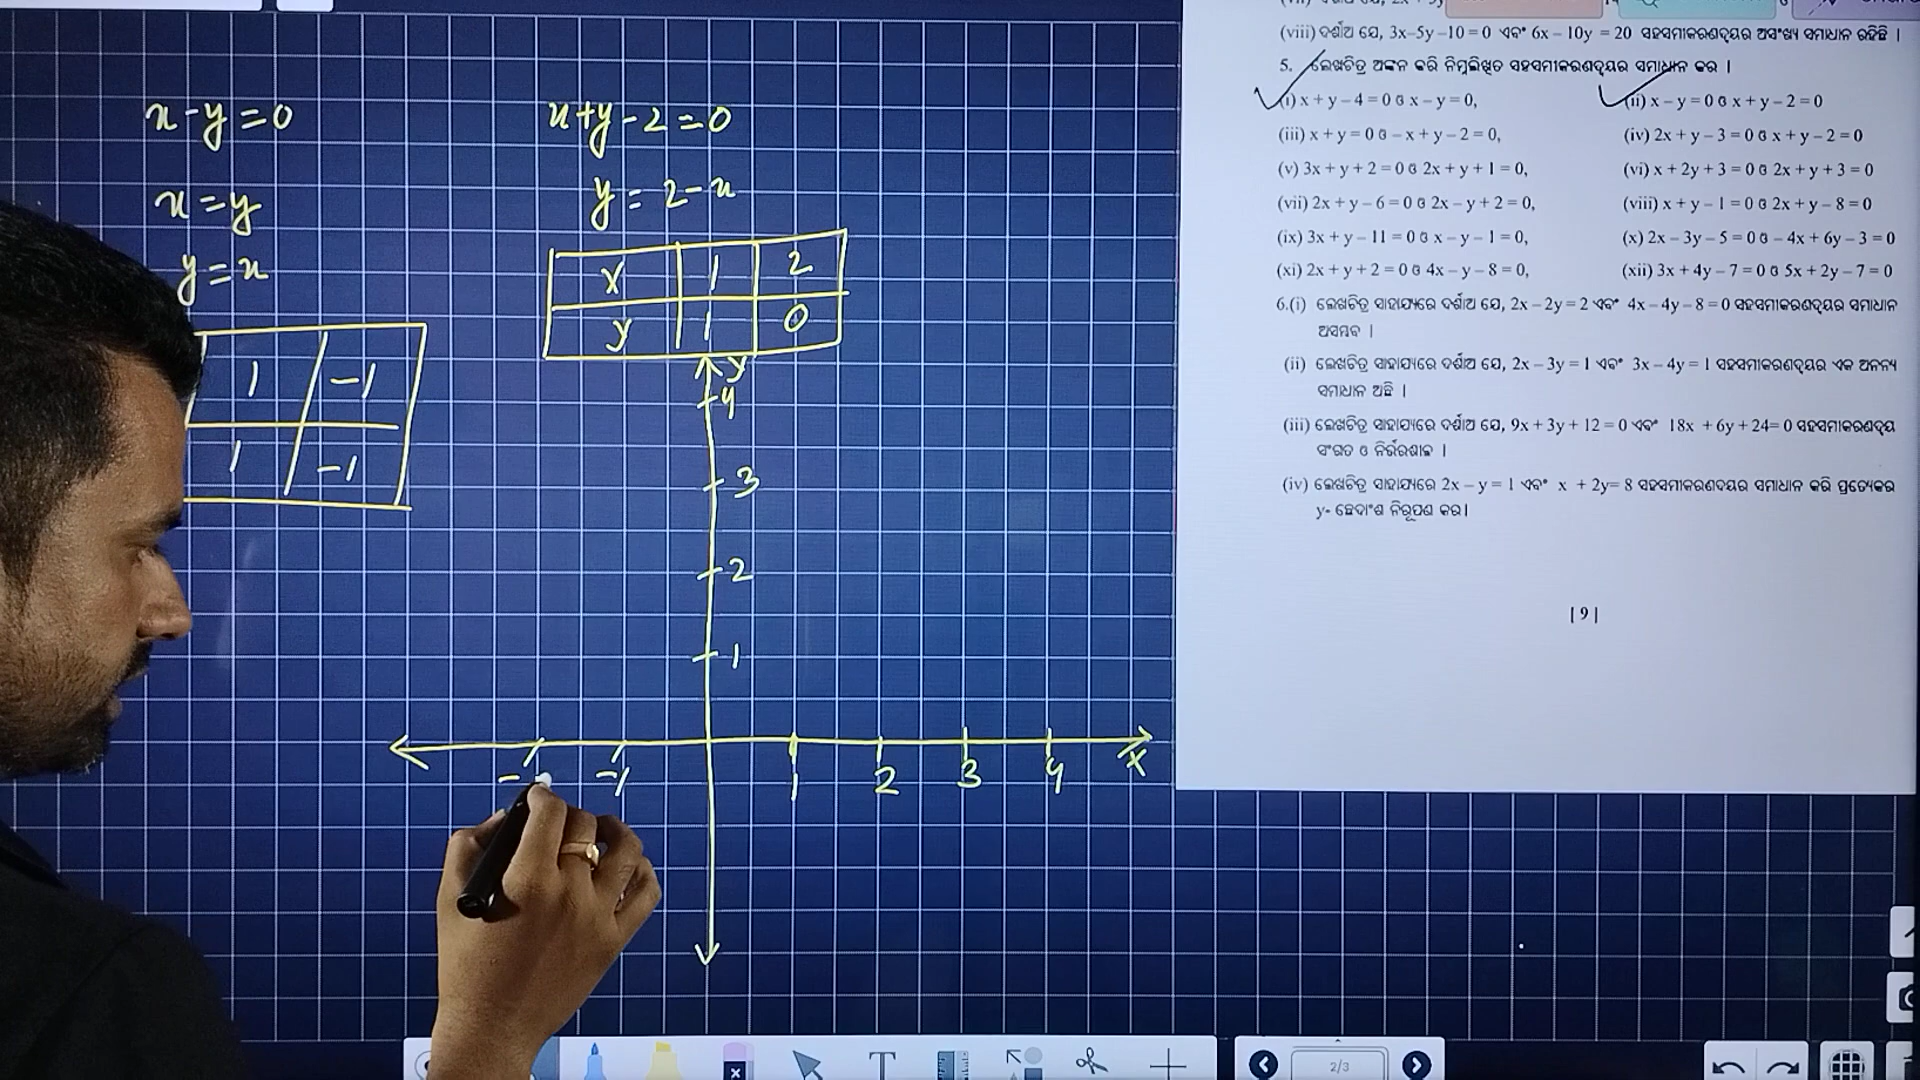 x - y = 0
x = y
y = x
1 -1
1 -1
x + y - 2 = 0
y = 2 - x
X 1 2
y 1 0
y
4
3
2
1
-1 1 2 3 4 X
(viii) ଦର୍ଶାଅ ଯେ, 3x–5y –10 = 0 ଏବଂ 6x – 10y = 20 ସହସମୀକରଣଦ୍ୱୟର ଅସଂଖ୍ୟ ସମାଧାନ ରହିଛି ।
5. ଲେଖଚିତ୍ର ଅଙ୍କନ କରି ନିମ୍ନଲିଖିତ ସହସମୀକରଣଦ୍ୱୟର ସମାଧାନ କର ।
(i) x + y – 4 = 0 ଓ x – y = 0, (ii) x – y = 0 ଓ x + y – 2 = 0
(iii) x + y = 0 ଓ – x + y – 2 = 0, (iv) 2x + y – 3 = 0 ଓ x + y – 2 = 0
(v) 3x + y + 2 = 0 ଓ 2x + y + 1 = 0, (vi) x + 2y + 3 = 0 ଓ 2x + y + 3 = 0
(vii) 2x + y – 6 = 0 ଓ 2x – y + 2 = 0, (viii) x + y – 1 = 0 ଓ 2x + y – 8 = 0
(ix) 3x + y – 11 = 0 ଓ x – y – 1 = 0, (x) 2x – 3y – 5 = 0 ଓ – 4x + 6y – 3 = 0
(xi) 2x + y + 2 = 0 ଓ 4x – y – 8 = 0, (xii) 3x + 4y – 7 = 0 ଓ 5x + 2y – 7 = 0
6.(i) ଲେଖଚିତ୍ର ସାହାଯ୍ୟରେ ଦର୍ଶାଅ ଯେ, 2x – 2y = 2 ଏବଂ 4x – 4y – 8 = 0 ସହସମୀକରଣଦ୍ୱୟର ସମାଧାନ
ଅସମ୍ଭବ ।
(ii) ଲେଖଚିତ୍ର ସାହାଯ୍ୟରେ ଦର୍ଶାଅ ଯେ, 2x – 3y = 1 ଏବଂ 3x – 4y = 1 ସହସମୀକରଣଦ୍ୱୟର ଏକ ଅନନ୍ୟ
ସମାଧାନ ଅଛି ।
(iii) ଲେଖଚିତ୍ର ସାହାଯ୍ୟରେ ଦର୍ଶାଅ ଯେ, 9x + 3y + 12 = 0 ଏବଂ 18x + 6y + 24= 0 ସହସମୀକରଣଦ୍ୱୟ
ସଂଗତ ଓ ନିର୍ଭରଶୀଳ ।
(iv) ଲେଖଚିତ୍ର ସାହାଯ୍ୟରେ 2x – y = 1 ଏବଂ x + 2y= 8 ସହସମୀକରଣଦ୍ୱୟର ସମାଧାନ କରି ପ୍ରତ୍ୟେକର
y- ଛେଦାଂଶ ନିରୂପଣ କର।
[ 9 ]
2/3